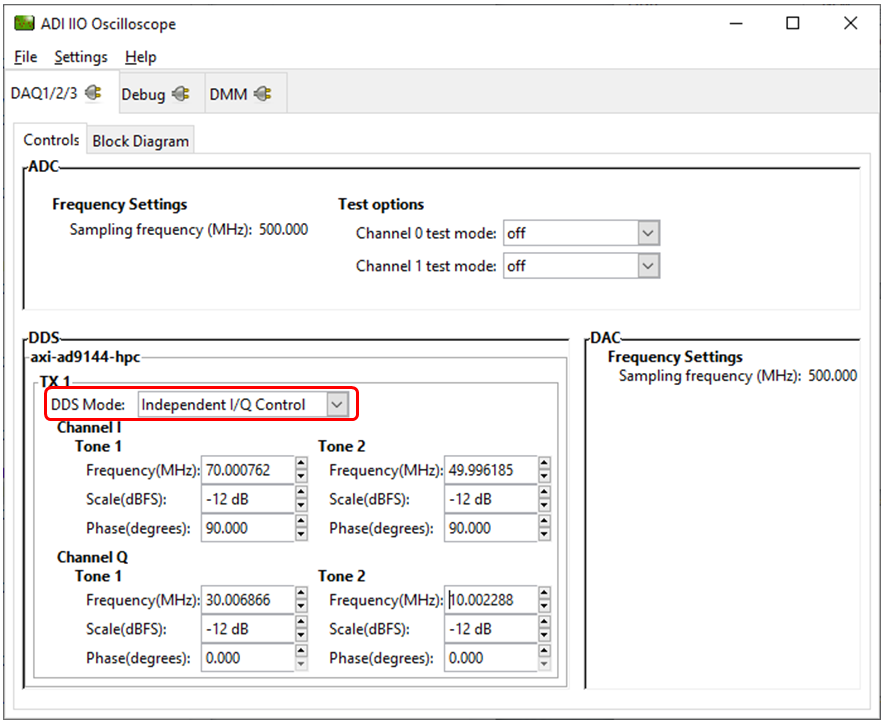 ADI IIO Oscilloscope
File Settings Help
DAQ1/2/3 Debug DMM
Controls Block Diagram
ADC
Frequency Settings Test options
Sampling frequency (MHz): 500.000 Channel 0 test mode: off
Channel 1 test mode: off
DDS DAC
axi-ad9144-hpc Frequency Settings
TX 1 Sampling frequency (MHz): 500.000
DDS Mode: Independent I/Q Control
Channel I
Tone 1 Tone 2
Frequency(MHz): 70.000762 Frequency(MHz): 49.996185
Scale(dBFS): -12 dB Scale(dBFS): -12 dB
Phase(degrees): 90.000 Phase(degrees): 90.000
Channel Q
Tone 1 Tone 2
Frequency(MHz): 30.006866 Frequency(MHz): 10.002288
Scale(dBFS): -12 dB Scale(dBFS): -12 dB
Phase(degrees): 0.000 Phase(degrees): 0.000